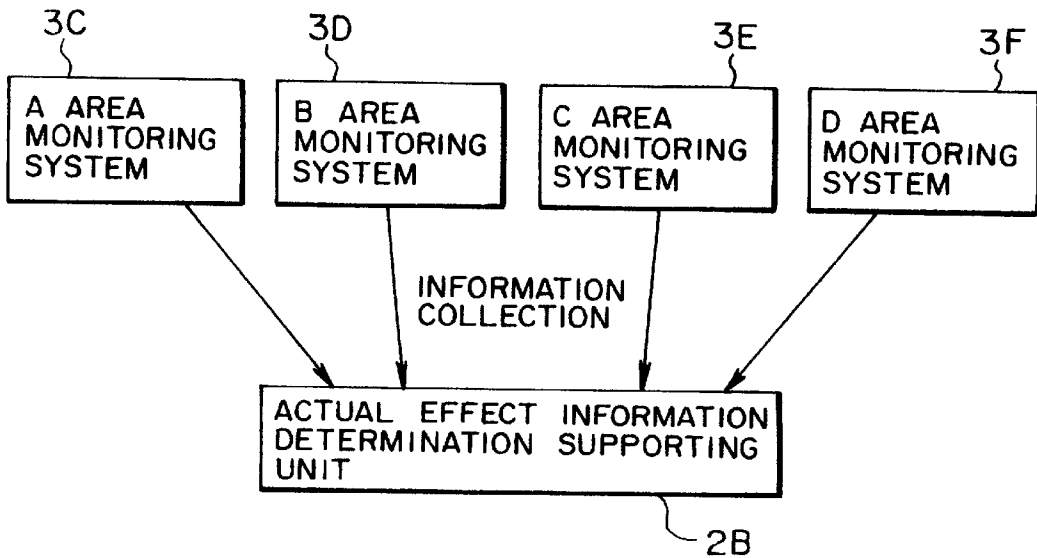 3C
3D
3E
3F
A AREA
MONITORING
SYSTEM
B AREA
MONITORING
SYSTEM
C AREA
MONITORING
SYSTEM
D AREA
MONITORING
SYSTEM
INFORMATION
COLLECTION
ACTUAL EFFECT INFORMATION
DETERMINATION SUPPORTING
UNIT
2B